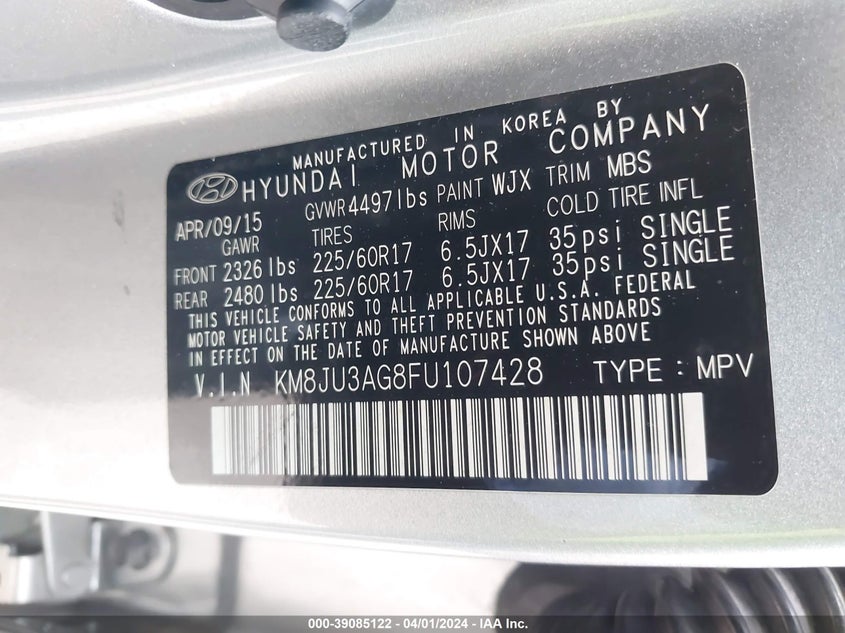 MANUFACTURED IN KOREA BY
HYUNDAI MOTOR COMPANY
APR/09/15 GVWR 4497lbs PAINT WJX TRIM MBS
GAWR TIRES RIMS COLD TIRE INFL
FRONT 2326 lbs 225/60R17 6.5JX17 35psi SINGLE
REAR 2480 lbs 225/60R17 6.5JX17 35psi SINGLE
THIS VEHICLE CONFORMS TO ALL APPLICABLE U.S.A. FEDERAL
MOTOR VEHICLE SAFETY AND THEFT PREVENTION STANDARDS
IN EFFECT ON THE DATE OF MANUFACTURE SHOWN ABOVE
V.I.N KM8JU3AG8FU107428 TYPE : MPV
000-39085122 - 04/01/2024 - IAA Inc.